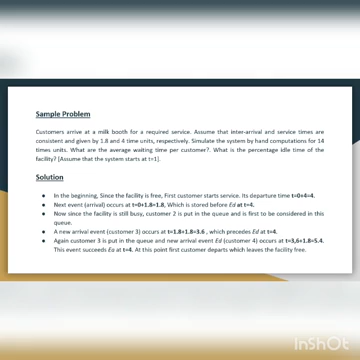 Sample Problem
Customers arrive at a milk booth for a required service. Assume that inter-arrival and service times are
consistent and given by 1.8 and 4 time units, respectively. Simulate the system by hand computations for 14
times units. What are the average waiting time per customer?. What is the percentage idle time of the
facility? [Assume that the system starts at t=1].
Solution
● In the beginning, Since the facility is free, First customer starts service. Its departure time t=0+4=4.
● Next event (arrival) occurs at t=0+1.8=1.8, Which is stored before Ed at t=4.
● Now since the facility is still busy, customer 2 is put in the queue and is first to be considered in this
queue.
● A new arrival event (customer 3) occurs at t=1.8+1.8=3.6 , which precedes Ed at t=4.
● Again customer 3 is put in the queue and new arrival event Ed (customer 4) occurs at t=3,6+1.8=5.4.
This event succeeds Ea at t=4. At this point first customer departs which leaves the facility free.
InShOt